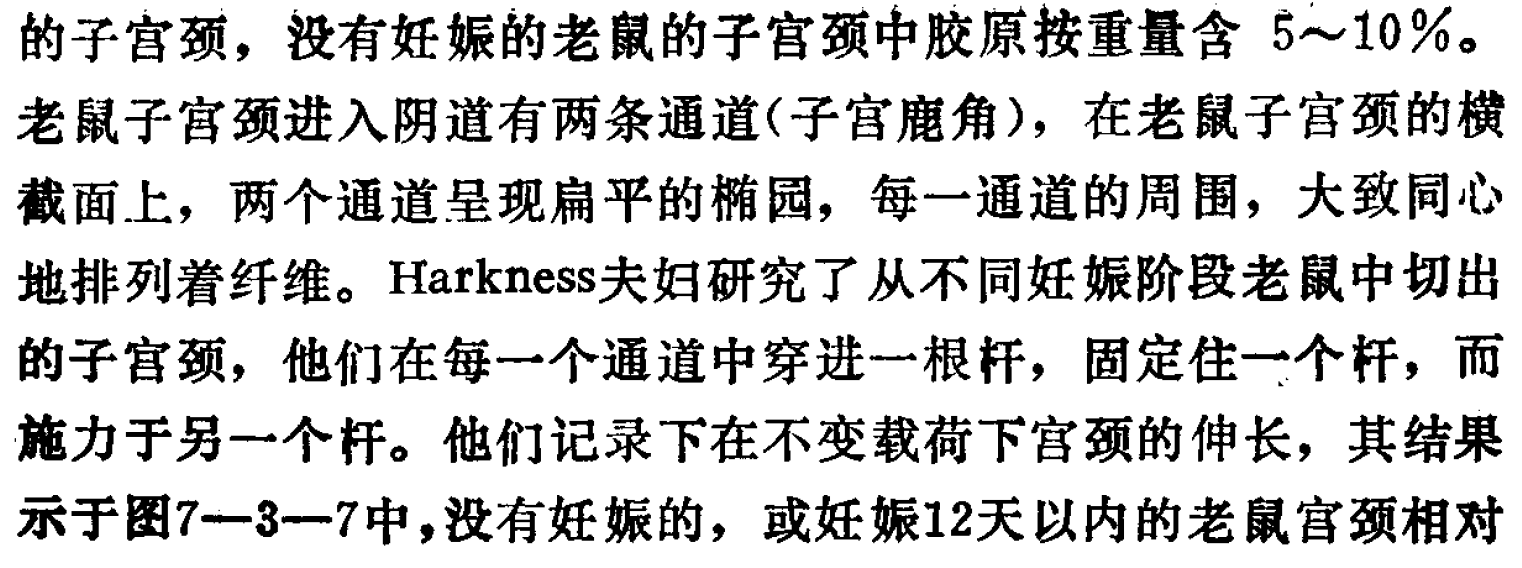 的子宫颈，没有妊娠的老鼠的子宫颈中胶原按重量含 5～10％。
老鼠子宫颈进入阴道有两条通道(子宫鹿角)，在老鼠子宫颈的横
截面上，两个通道呈现扁平的椭园，每一通道的周围，大致同心
地排列着纤维。Harkness夫妇研究了从不同妊娠阶段老鼠中切出
的子宫颈，他们在每一个通道中穿进一根杆，固定住一个杆，而
施力于另一个杆。他们记录下在不变载荷下宫颈的伸长，其结果
示于图7—3—7中，没有妊娠的，或妊娠12天以内的老鼠宫颈相对